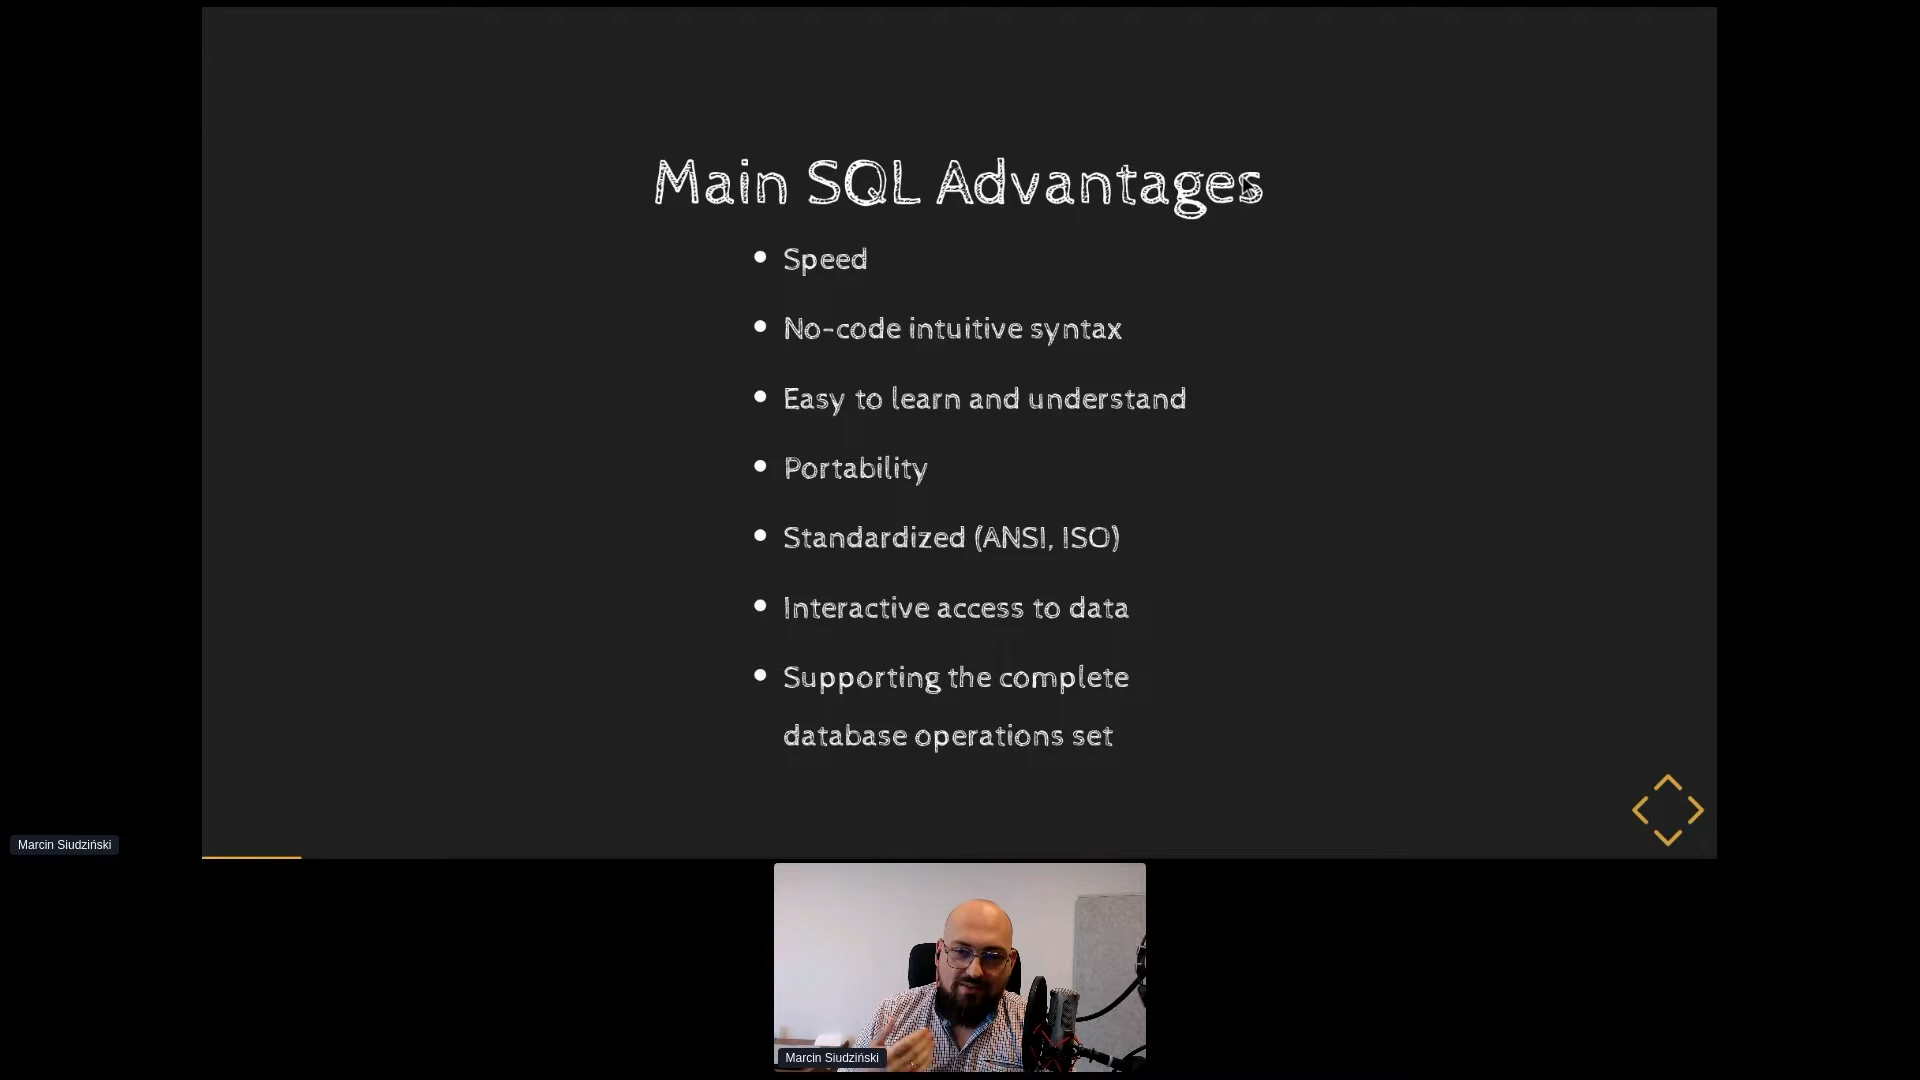 Main SQL Advantages
Speed
No-code intuitive syntax
Easy to learn and understand
Portability
Standardized (ANSI, ISO)
Interactive access to data
Supporting the complete
database operations set
Marcin Siudziński
Marcin Siudziński